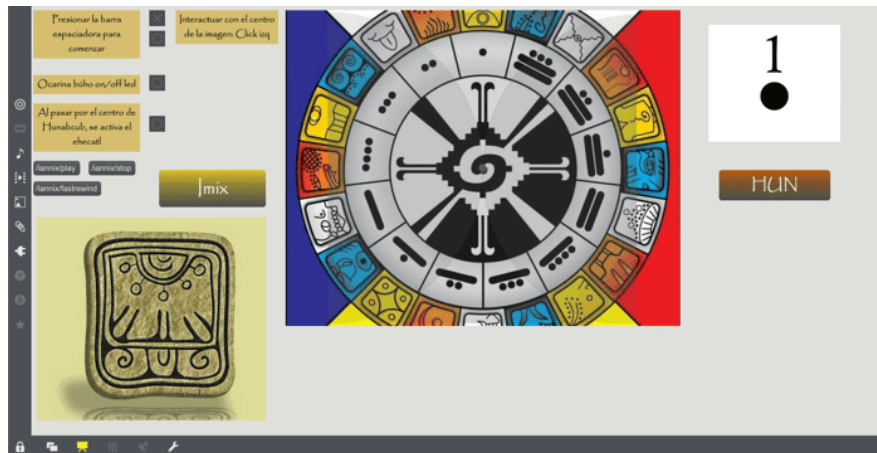 Presionar la barra
espaciadora para
comenzar
Interactuar con el centro
de la imagen: Click izq
Ocarina búho on/off led
Al pasar por el centro de
Hunabcub, se activa el
ehecatl
/iannix/play
/iannix/stop
/iannix/fastrewind
Imix
1
HUN